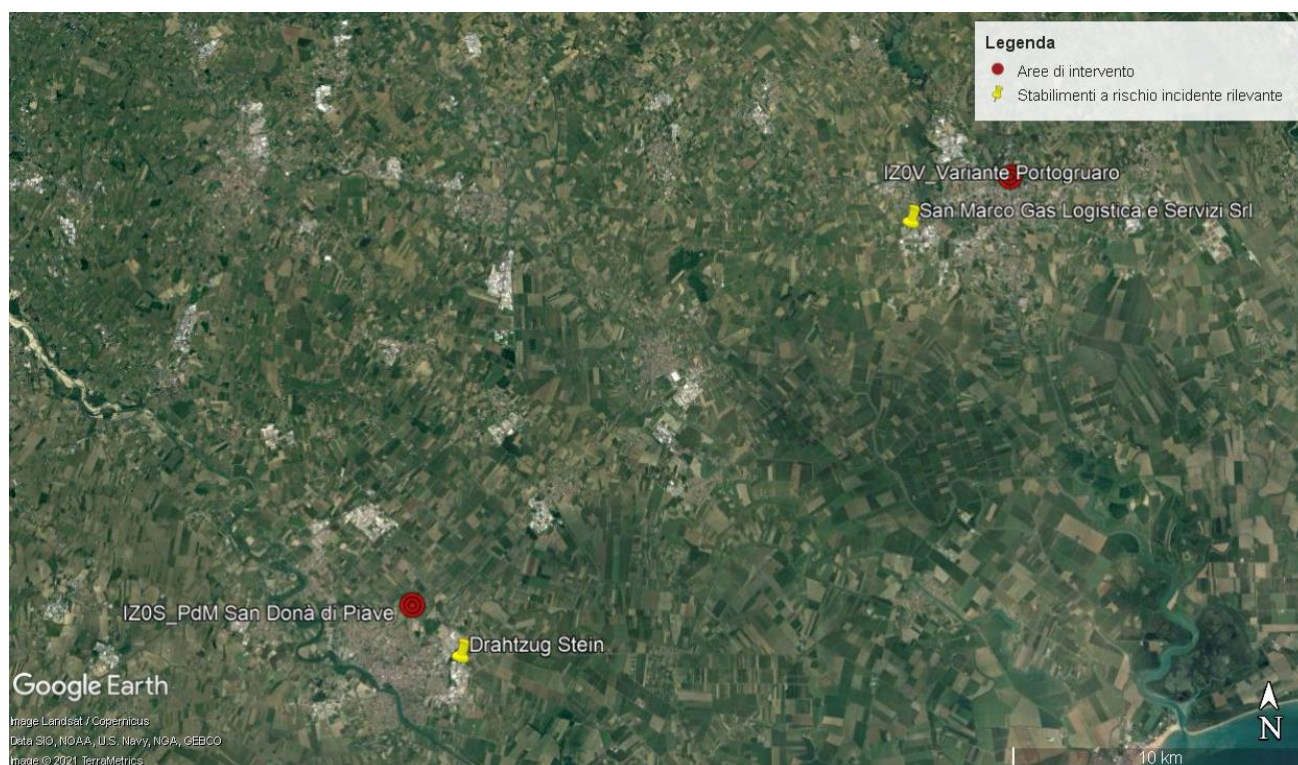 Legenda
Aree di intervento
Stabilimenti a rischio incidente rilevante
IZ0V_Variante Portogruaro
San Marco Gas Logistica e Servizi Srl
IZ0S_PdM San Donà di Piave
Drahtzug Stein
Google Earth
Image Landsat / Copernicus
Data SIO, NOAA, U.S. Navy, NGA, GEBCO
Image © 2021 TerraMetrics
N
10 km